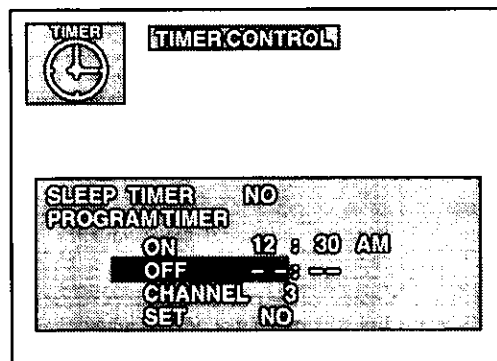 TIMER
TIMER CONTROL
SLEEP TIMER NO
PROGRAM TIMER
ON 12 : 30 AM
OFF - - : - -
CHANNEL 3
SET NO